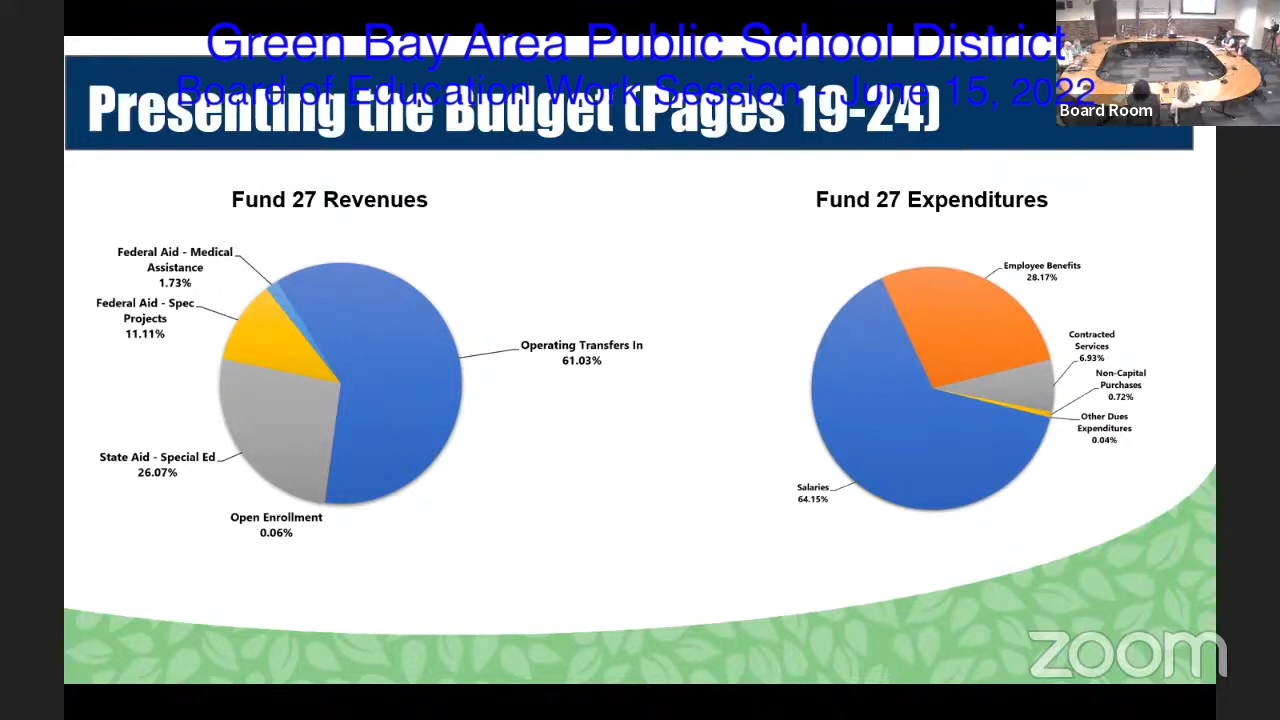 Green Bay Area Public School District
Board of Education Work Session - June 15, 2022
Presenting the Budget (Pages 19-24)
Board Room
Fund 27 Revenues
Federal Aid - Medical
Assistance
1.73%
Federal Aid - Spec
Projects
11.11%
Operating Transfers In
61.03%
State Aid - Special Ed
26.07%
Open Enrollment
0.06%
Fund 27 Expenditures
Employee Benefits
28.17%
Contracted
Services
6.93%
Non-Capital
Purchases
0.72%
Other Dues
Expenditures
0.04%
Salaries
64.15%
zoom